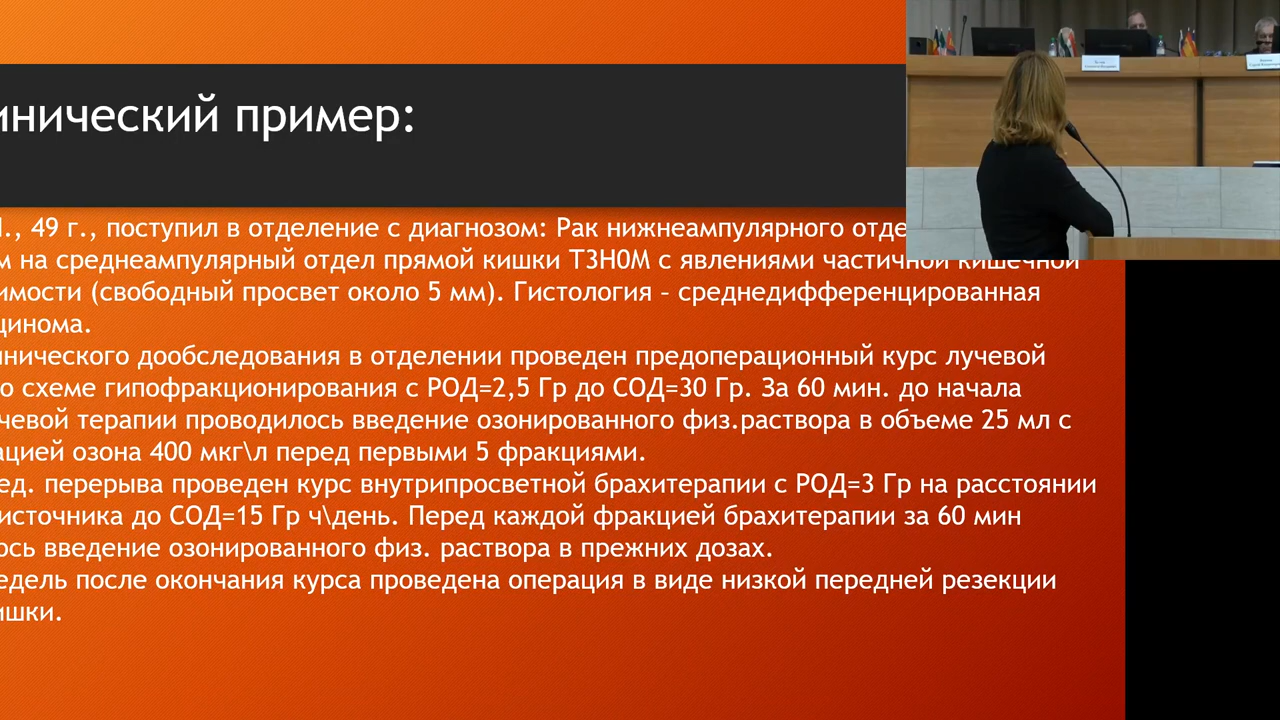 инический пример:
., 49 г., поступил в отделение с диагнозом: Рак нижнеампулярного отде
м на среднеампулярный отдел прямой кишки T3N0M с явлениями частичной кишечной
имости (свободный просвет около 5 мм). Гистология – среднедифференцированная
цинома.
инического дообследования в отделении проведен предоперационный курс лучевой
о схеме гипофракционирования с РОД=2,5 Гр до СОД=30 Гр. За 60 мин. до начала
чевой терапии проводилось введение озонированного физ.раствора в объеме 25 мл с
ацией озона 400 мкг\л перед первыми 5 фракциями.
ед. перерыва проведен курс внутрипросветной брахитерапии с РОД=3 Гр на расстоянии
источника до СОД=15 Гр ч\день. Перед каждой фракцией брахитерапии за 60 мин
ось введение озонированного физ. раствора в прежних дозах.
едель после окончания курса проведена операция в виде низкой передней резекции
ишки.